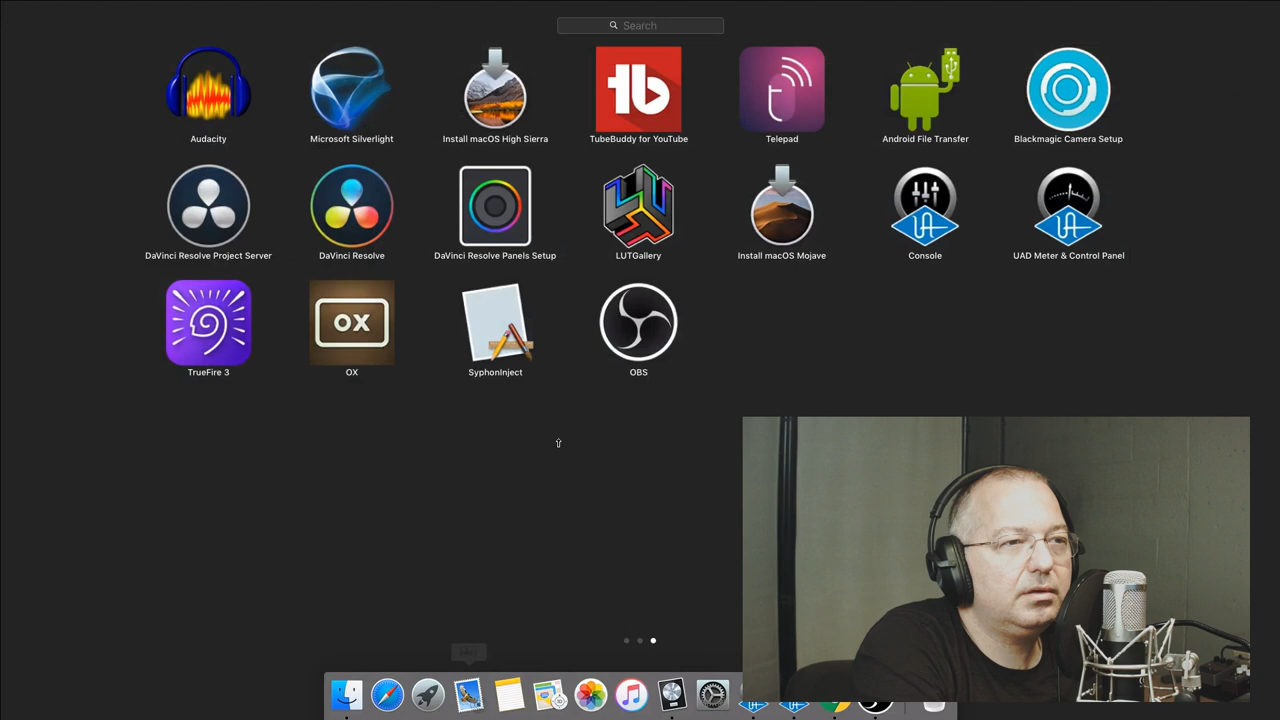 Search
Audacity
Microsoft Silverlight
Install macOS High Sierra
TubeBuddy for YouTube
Telepad
Android File Transfer
Blackmagic Camera Setup
DaVinci Resolve Project Server
DaVinci Resolve
DaVinci Resolve Panels Setup
LUTGallery
Install macOS Mojave
Console
UAD Meter & Control Panel
OX
TrueFire 3
OX
SyphonInject
OBS